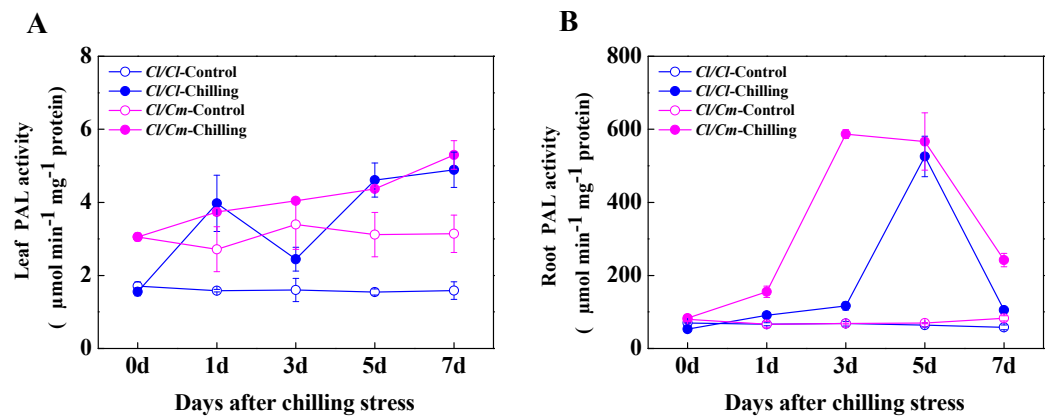 A
Leaf PAL activity
( μmol min⁻¹ mg⁻¹ protein)
8
6
4
2
0
Cl/Cl-Control
Cl/Cl-Chilling
Cl/Cm-Control
Cl/Cm-Chilling
0d 1d 3d 5d 7d
Days after chilling stress
B
Root PAL activity
( μmol min⁻¹ mg⁻¹ protein)
800
600
400
200
0
Cl/Cl-Control
Cl/Cl-Chilling
Cl/Cm-Control
Cl/Cm-Chilling
0d 1d 3d 5d 7d
Days after chilling stress